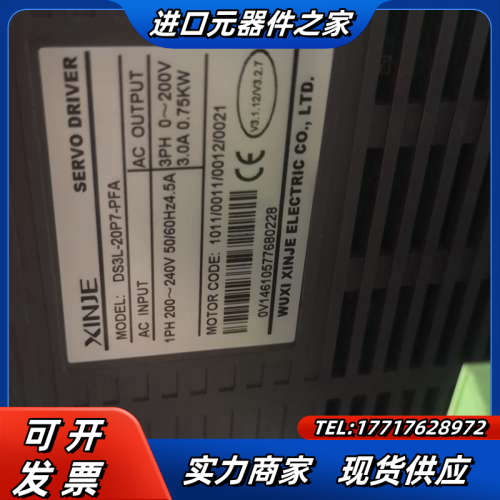 进口元器件之家
XINJE
SERVO DRIVER
MODEL: DS3L-20P7-PFA
AC INPUT
AC OUTPUT
1PH 200～240V 50/60Hz4.5A
3PH 0～200V
3.0A 0.75KW
MOTOR CODE: 1011/0011/0012/0021
CE
V3.1.12/V3.2.7
0V14610577680228
WUXI XINJE ELECTRIC CO., LTD.
TEL:17717628972
可开
发票
实力商家 现货供应